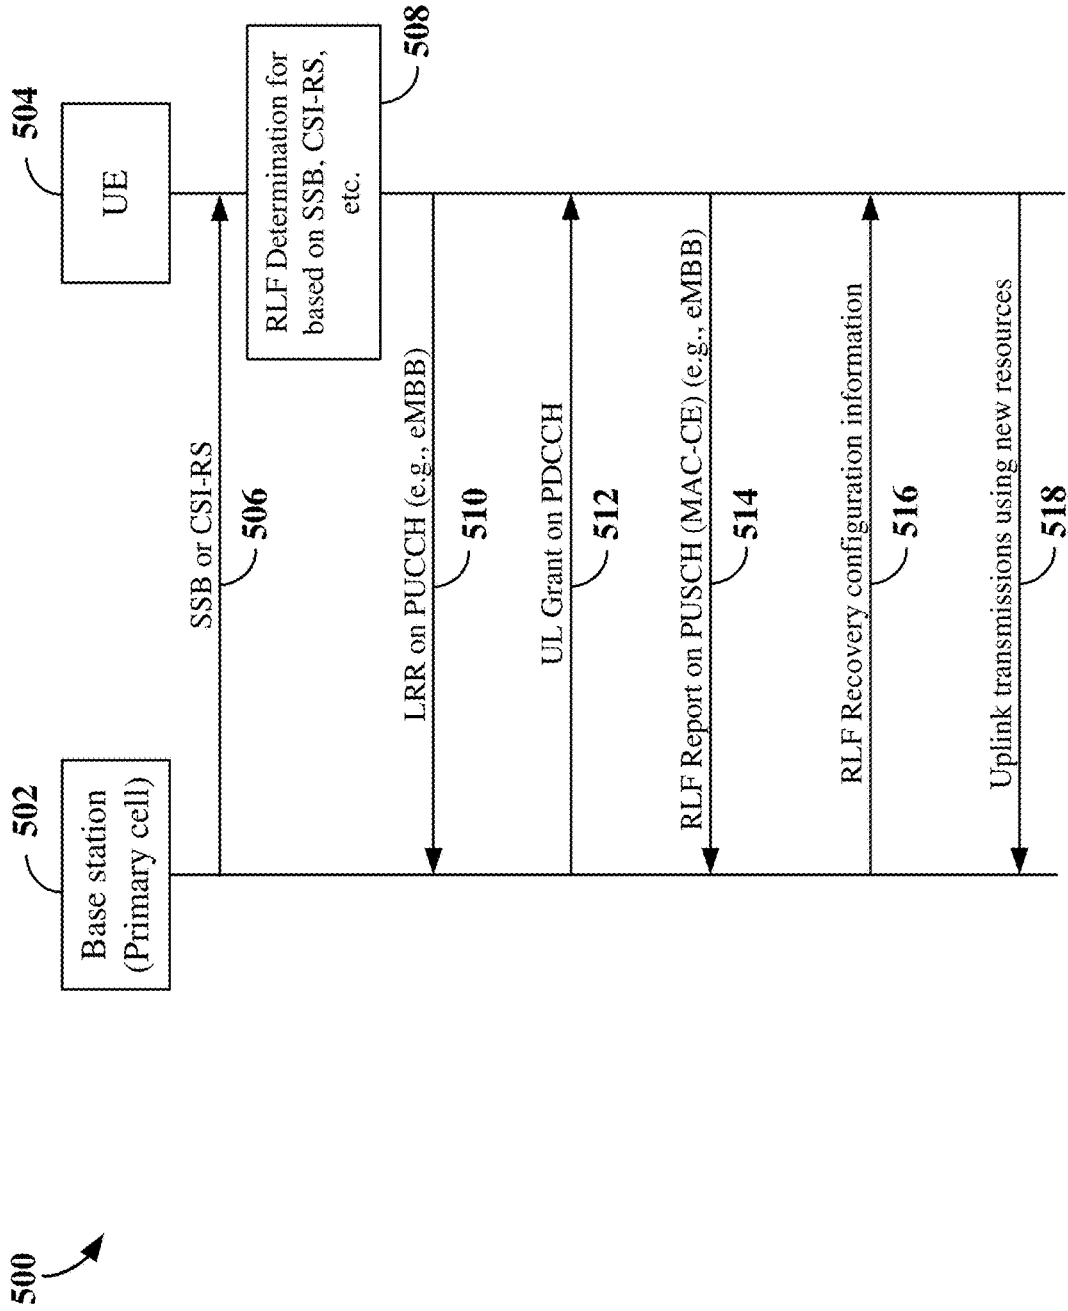 500
502
Base station
(Primary cell)
504
UE
SSB or CSI-RS
506
RLF Determination for
based on SSB, CSI-RS,
etc.
508
LRR on PUCCH (e.g., eMBB)
510
UL Grant on PDCCH
512
RLF Report on PUSCH (MAC-CE) (e.g., eMBB)
514
RLF Recovery configuration information
516
Uplink transmissions using new resources
518